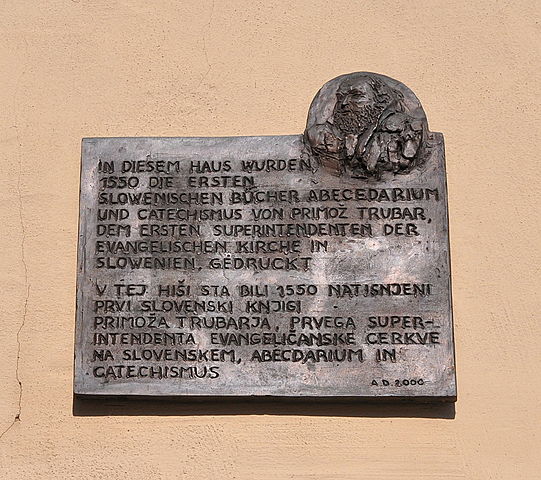 IN DIESEM HAUS WURDEN
1550 DIE ERSTEN
SLOWENISCHEN BÜCHER ABECEDARIUM
UND CATECHISMUS VON PRIMOŽ TRUBAR,
DEM ERSTEN SUPERINTENDENTEN DER
EVANGELISCHEN KIRCHE IN
SLOWENIEN, GEDRUCKT
V TEJ HIŠI STA BILI 1550 NATISNJENI
PRVI SLOVENSKI KNJIGI
PRIMOŽA TRUBARJA, PRVEGA SUPER-
INTENDENTA EVANGELIČANSKE CERKVE
NA SLOVENSKEM, ABECDARIUM IN
CATECHISMUS
A.D. 2000